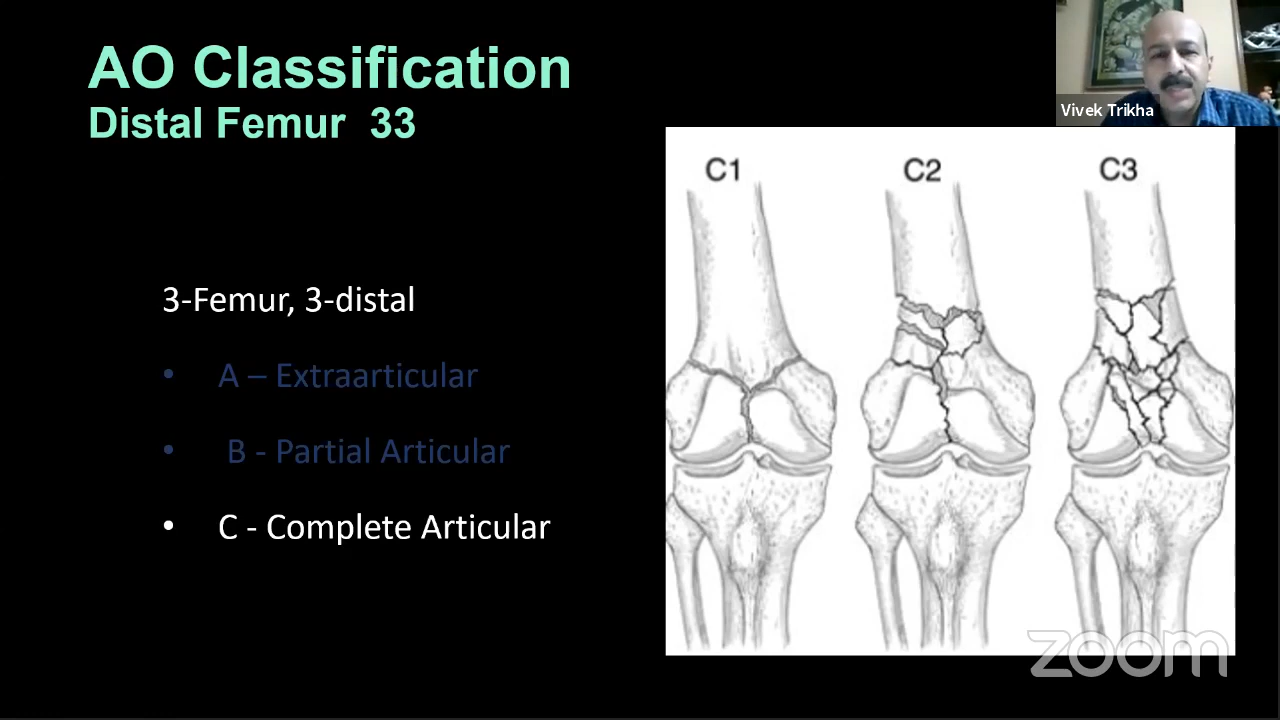 AO Classification
Distal Femur 33
Vivek Trikha
C1 C2 C3
3-Femur, 3-distal
• A – Extraarticular
• B - Partial Articular
• C - Complete Articular
zoom